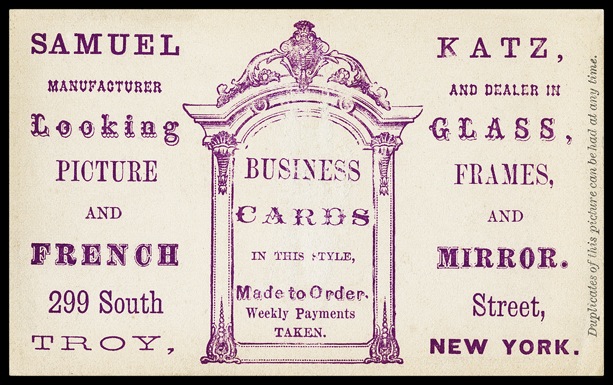 SAMUEL KATZ,
MANUFACTURER AND DEALER IN
Looking GLASS,
PICTURE FRAMES,
AND AND
FRENCH MIRROR.
299 South Street,
TROY, NEW YORK.
BUSINESS
CARDS
IN THIS STYLE,
Made to Order.
Weekly Payments
TAKEN.
Duplicates of this picture can be had at any time.